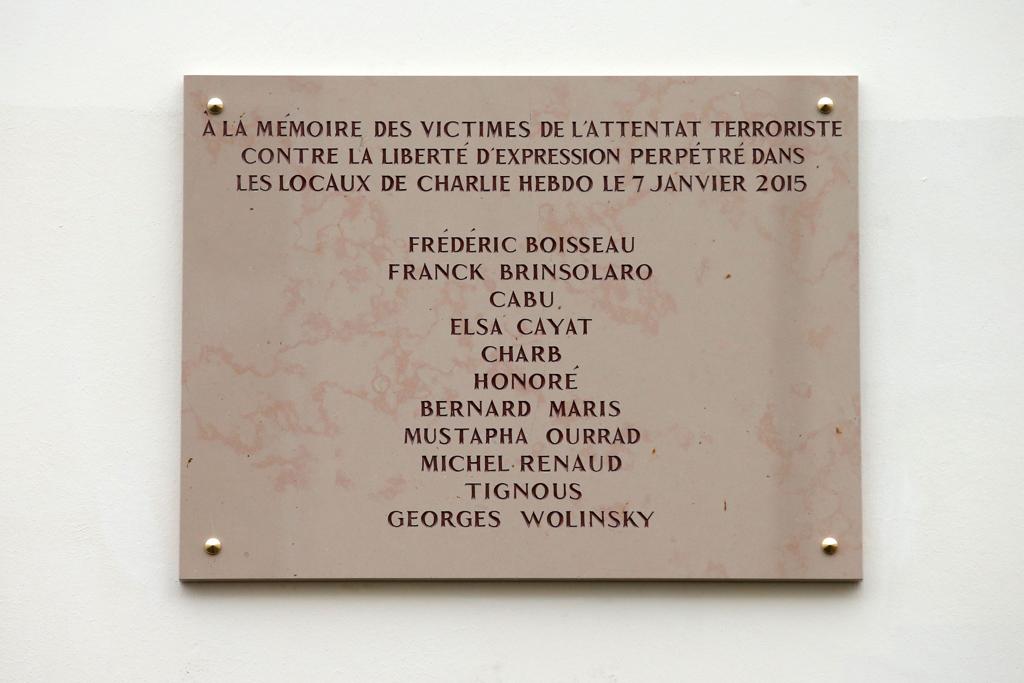 À LA MÉMOIRE DES VICTIMES DE L'ATTENTAT TERRORISTE
CONTRE LA LIBERTÉ D'EXPRESSION PERPÉTRÉ DANS
LES LOCAUX DE CHARLIE HEBDO LE 7 JANVIER 2015
FRÉDÉRIC BOISSEAU
FRANCK BRINSOLARO
CABU
ELSA CAYAT
CHARB
HONORÉ
BERNARD MARIS
MUSTAPHA OURRAD
MICHEL RENAUD
TIGNOUS
GEORGES WOLINSKY